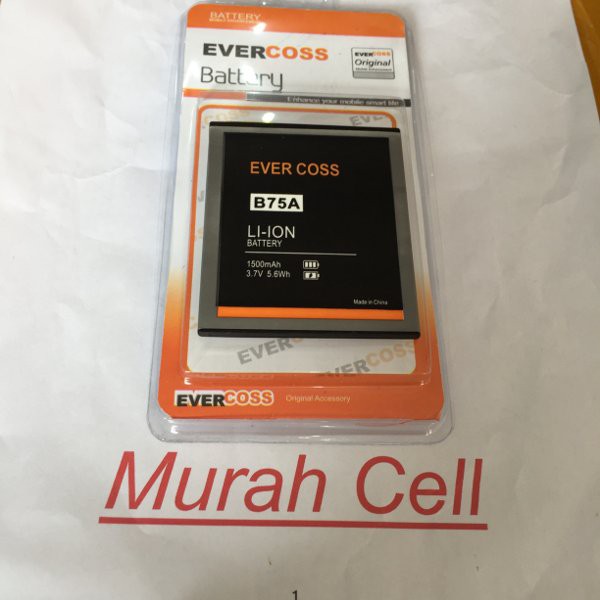 BATTERY
EVERCOSS
Battery
EVERCOSS
Original
Enhance your mobile smart life
EVERCOSS
EVER COSS
B75A
LI-ION
BATTERY
1500mAh
3.7V 5.6Wh
Made in China
EVERCOSS
EVERCOSS
EVERCOSS Original Accessory
Murah Cell
1